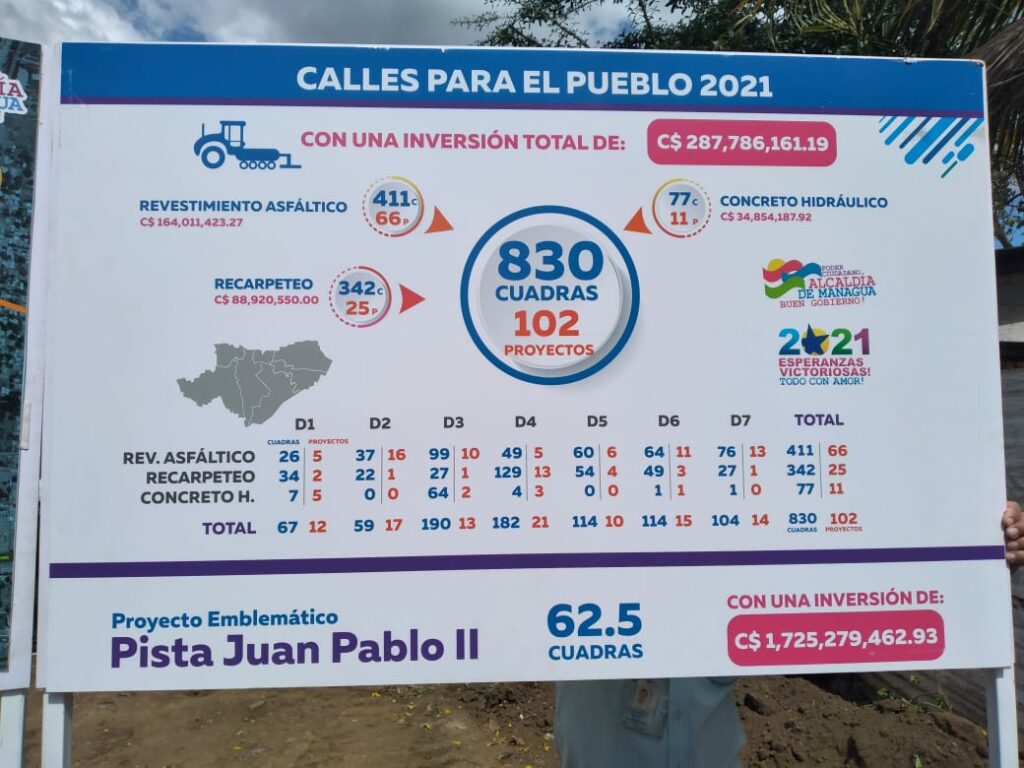 ÍA
UA
CALLES PARA EL PUEBLO 2021
CON UNA INVERSIÓN TOTAL DE: C$ 287,786,161.19
REVESTIMIENTO ASFÁLTICO
C$ 164,011,423.27
411C
66P
77C
11P
CONCRETO HIDRÁULICO
C$ 34,854,187.92
RECARPETEO
C$ 88,920,550.00
342C
25P
830
CUADRAS
102
PROYECTOS
PODER
CIUDADANO,
ALCALDIA
DE MANAGUA
BUEN GOBIERNO!
2021
ESPERANZAS
VICTORIOSAS!
TODO CON AMOR!
D1 D2 D3 D4 D5 D6 D7 TOTAL
CUADRAS PROYECTOS
REV. ASFÁLTICO 26 5 37 16 99 10 49 5 60 6 64 11 76 13 411 66
RECARPETEO 34 2 22 1 27 1 129 13 54 4 49 3 27 1 342 25
CONCRETO H. 7 5 0 0 64 2 4 3 0 0 1 1 1 0 77 11
TOTAL 67 12 59 17 190 13 182 21 114 10 114 15 104 14 830 102
CUADRAS PROYECTOS
Proyecto Emblemático
Pista Juan Pablo II
62.5
CUADRAS
CON UNA INVERSIÓN DE:
C$ 1,725,279,462.93